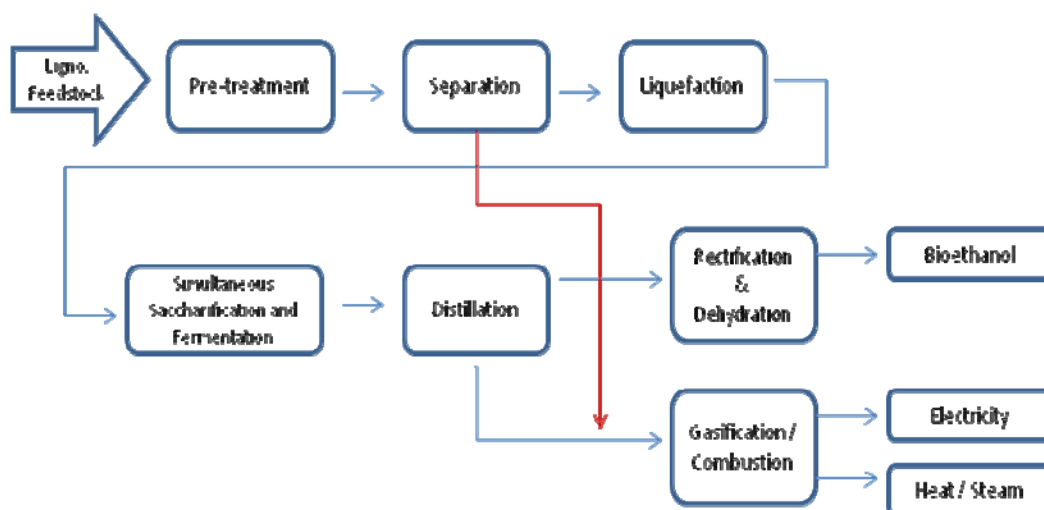 Ligno.
Feedstock
Pre-treatment
Separation
Liquefaction
Simultaneous
Saccharification and
Fermentation
Distillation
Rectification
&
Dehydration
Bioethanol
Gasification /
Combustion
Electricity
Heat / Steam